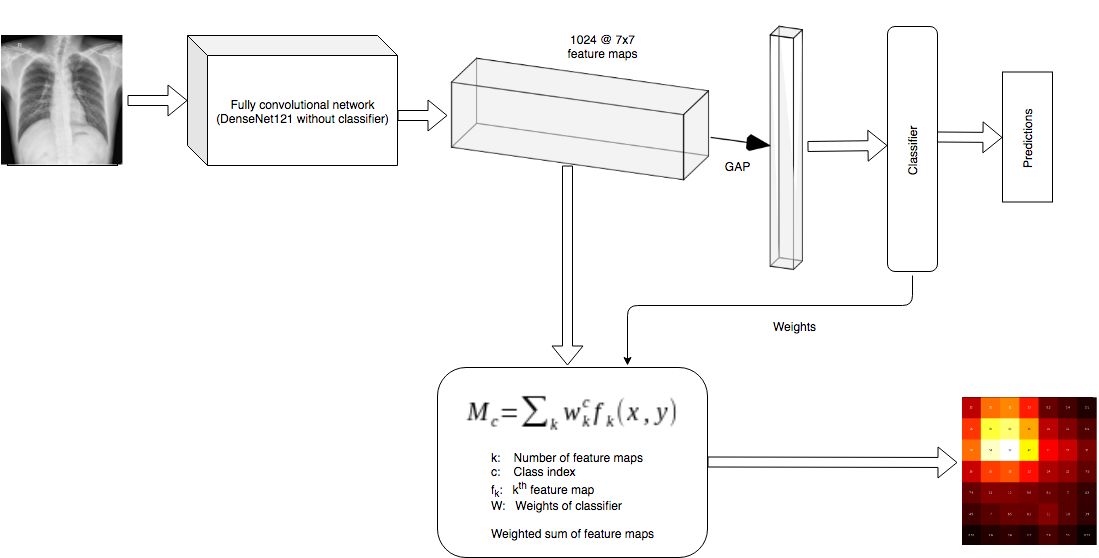 1024 @ 7x7
feature maps
Fully convolutional network
(DenseNet121 without classifier)
GAP
Classifier
Predictions
Weights
M_c=∑_k w_k^c f_k(x,y)
k: Number of feature maps
c: Class index
f_k: k^th feature map
W: Weights of classifier
Weighted sum of feature maps